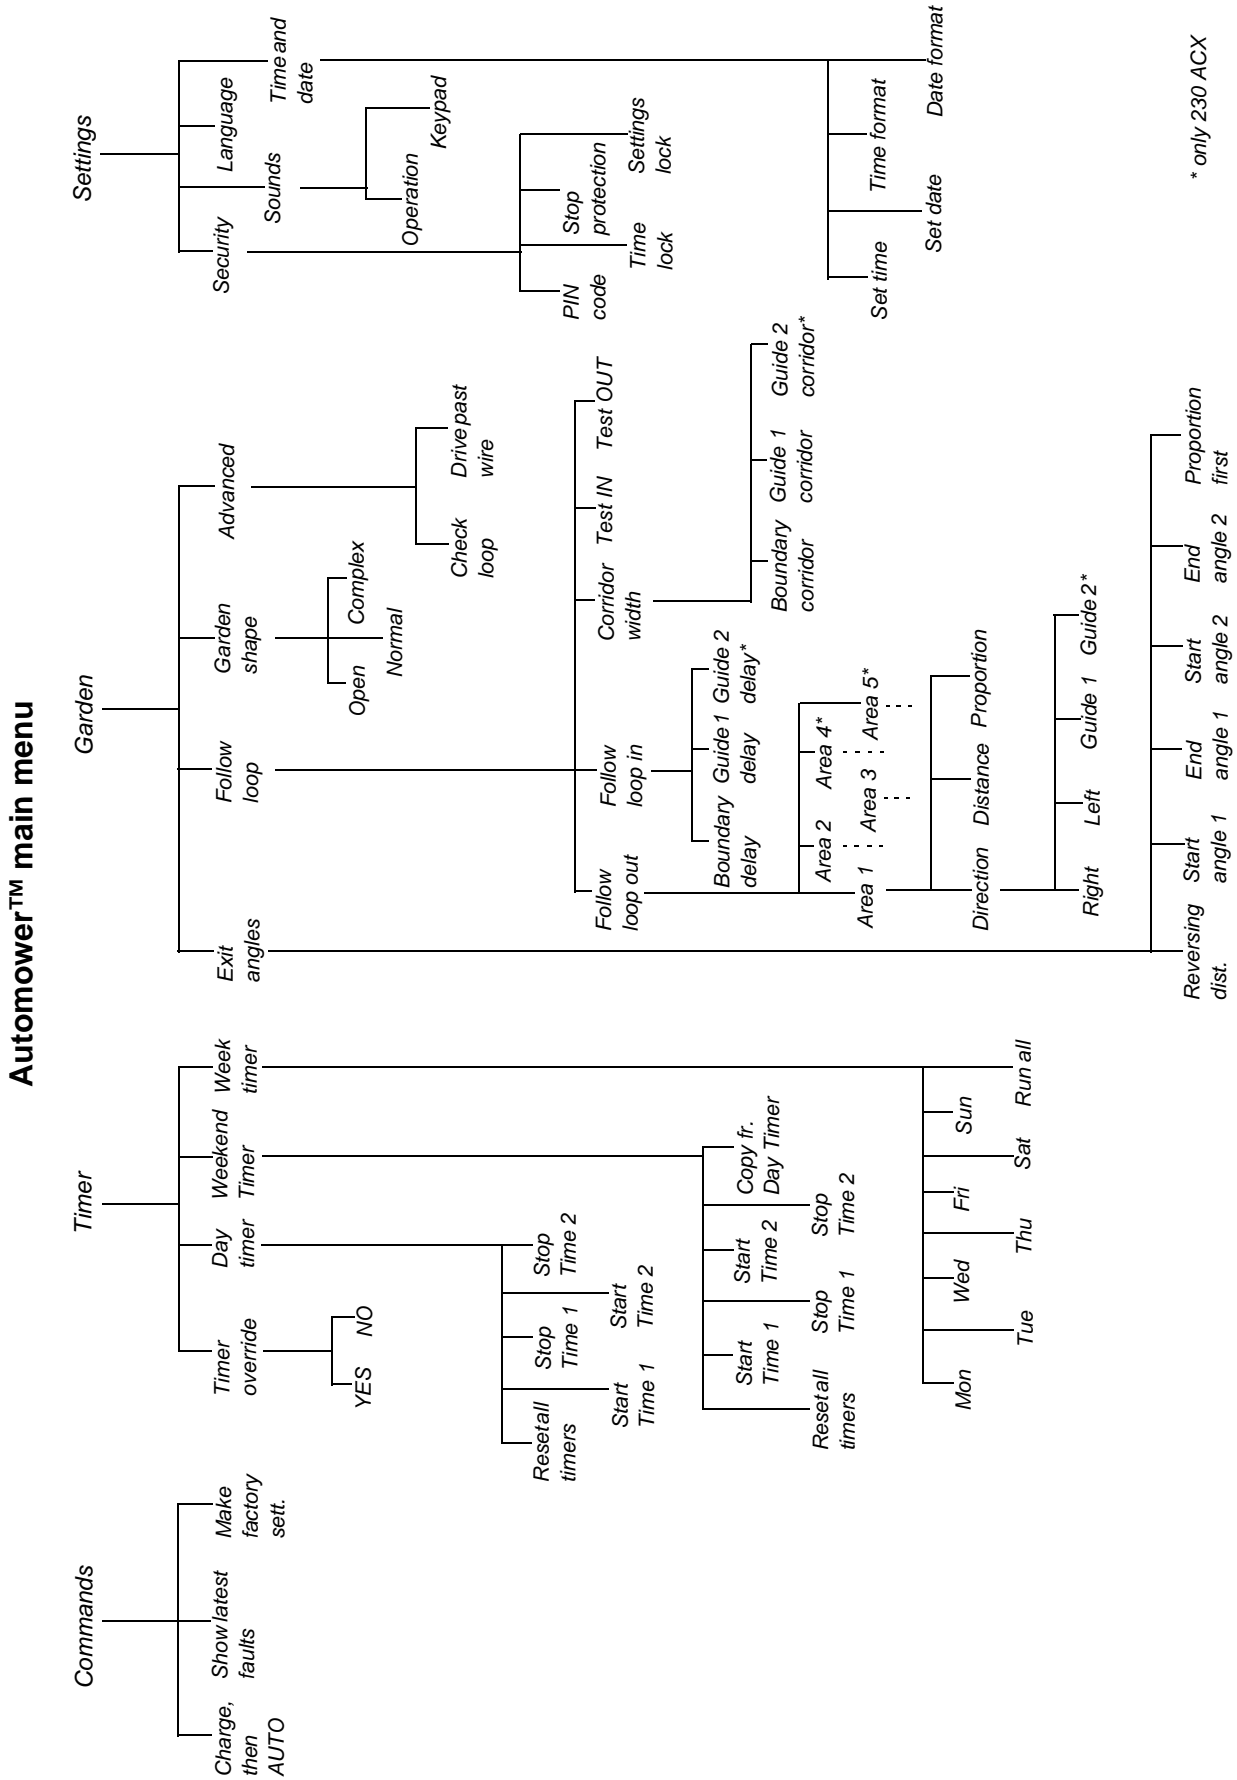 Automower™ main menu
Commands
Charge,
then
AUTO
Show latest
faults
Make
factory
sett.
Timer
Timer
override
YES
NO
Day
timer
Reset all
timers
Start
Time 1
Stop
Time 1
Start
Time 2
Stop
Time 2
Weekend
Timer
Reset all
timers
Start
Time 1
Stop
Time 1
Start
Time 2
Stop
Time 2
Copy fr.
Day Timer
Week
timer
Mon
Tue
Wed
Thu
Fri
Sat
Sun
Run all
Garden
Exit
angles
Reversing
dist.
Start
angle 1
End
angle 1
Start
angle 2
End
angle 2
Proportion
first
Follow
loop
Follow
loop out
Area 1
Area 2
Area 3
Area 4*
Area 5*
Direction
Distance
Proportion
Right
Left
Guide 1
Guide 2*
Follow
loop in
Boundary
delay
Guide 1
delay
Guide 2
delay*
Corridor
width
Boundary
corridor
Guide 1
corridor
Guide 2
corridor*
Test IN
Test OUT
Garden
shape
Open
Normal
Complex
Advanced
Check
loop
Drive past
wire
Settings
Security
PIN
code
Time
lock
Stop
protection
Settings
lock
Sounds
Operation
Keypad
Language
Time and
date
Set time
Set date
Time format
Date format
* only 230 ACX